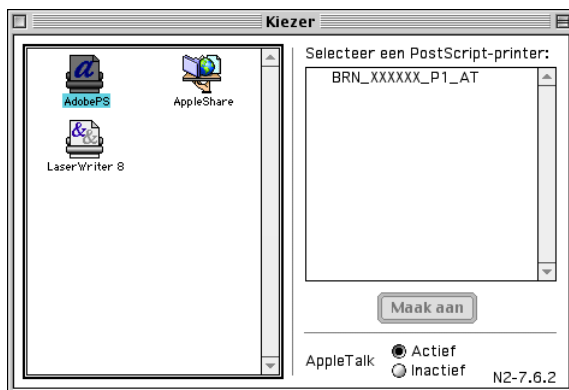 Kiezer
AdobePS
AppleShare
LaserWriter 8
Selecteer een PostScript-printer:
BRN_XXXXXX_P1_AT
Maak aan
AppleTalk
Actief
Inactief
N2-7.6.2